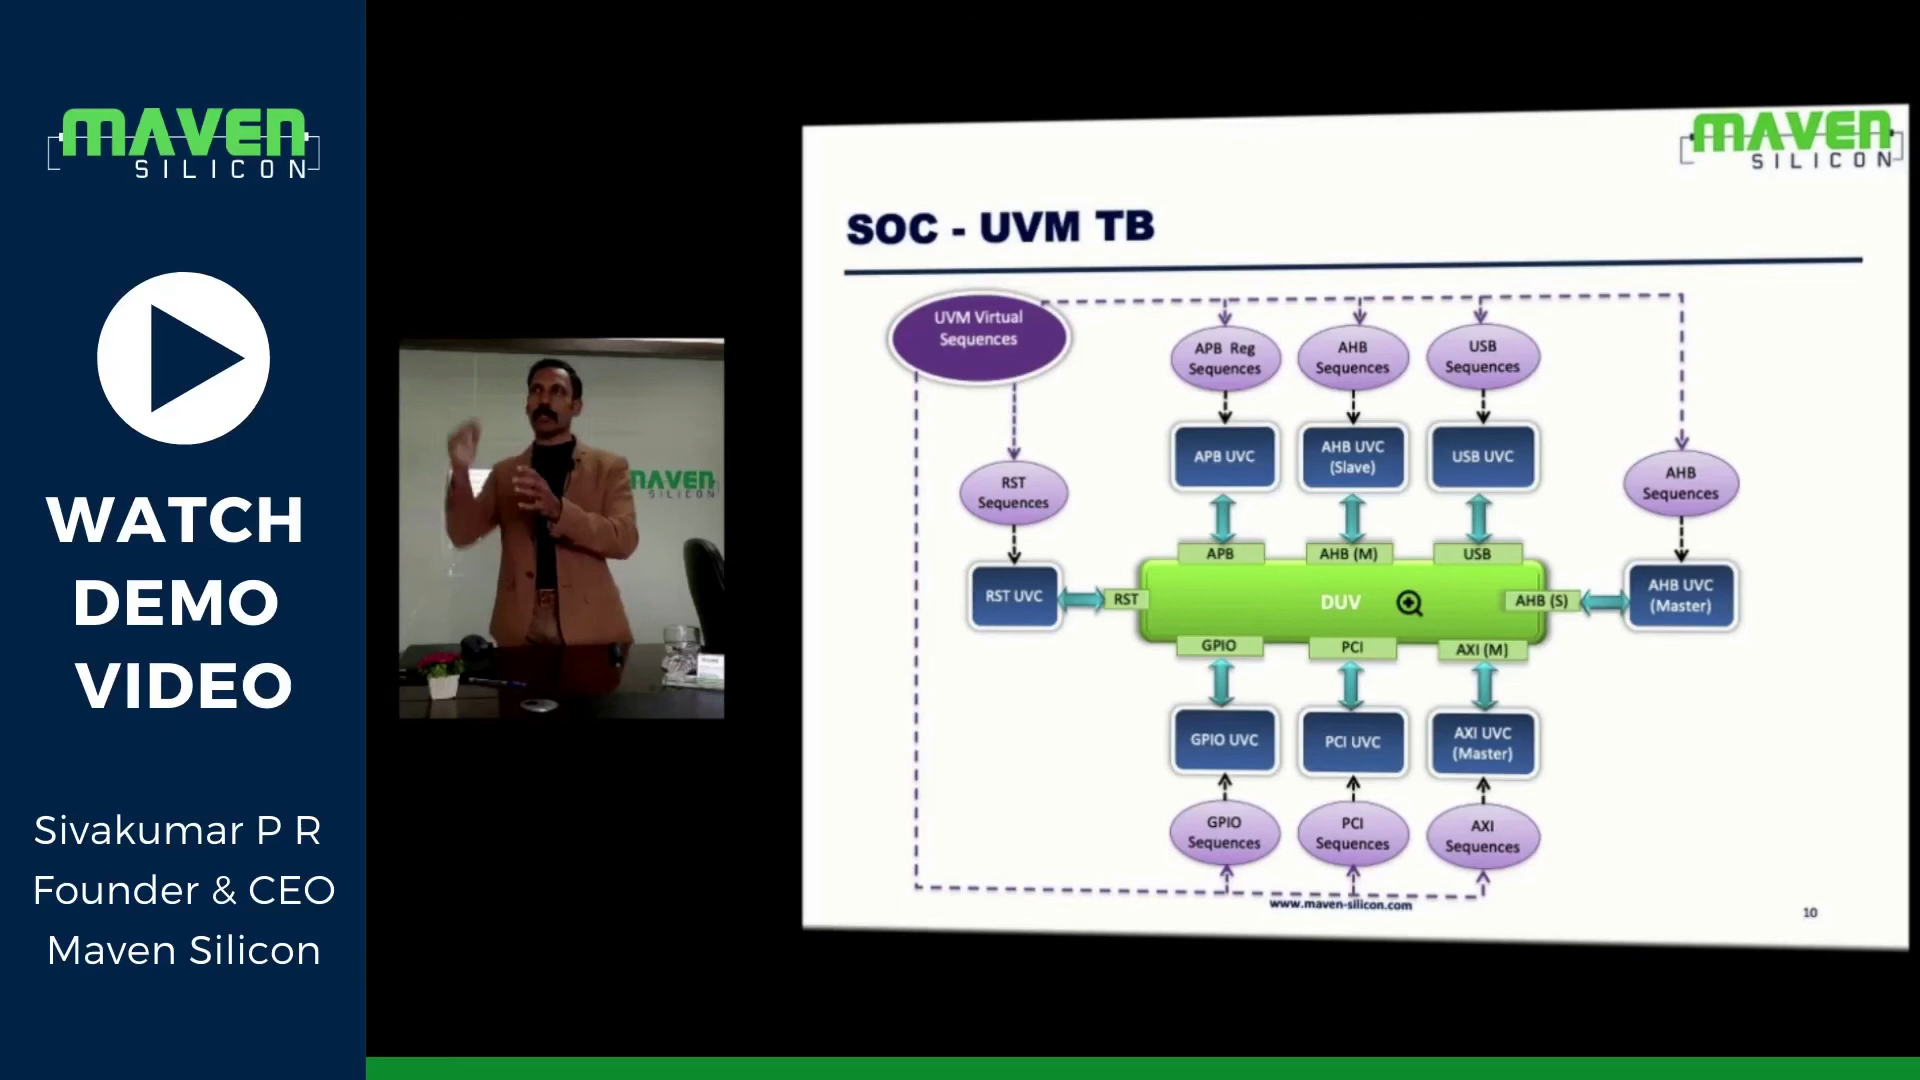 MAVEN
SILICON
WATCH
DEMO
VIDEO
Sivakumar P R
Founder & CEO
Maven Silicon
MAVEN
SILICON
MAVEN
SILICON
SOC - UVM TB
UVM Virtual
Sequences
APB Reg
Sequences
AHB
Sequences
USB
Sequences
RST
Sequences
APB UVC
AHB UVC
(Slave)
USB UVC
AHB
Sequences
RST UVC
RST
APB
AHB (M)
USB
DUV
AHB (S)
AHB UVC
(Master)
GPIO
PCI
AXI (M)
GPIO UVC
PCI UVC
AXI UVC
(Master)
GPIO
Sequences
PCI
Sequences
AXI
Sequences
www.maven-silicon.com
10